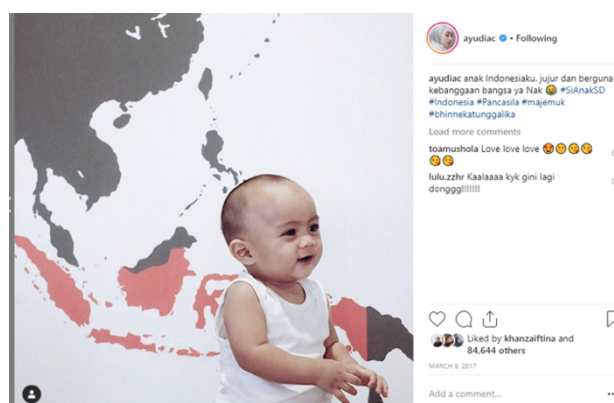 ayudiac • Following
ayudiac anak Indonesiaku. jujur dan berguna
kebanggaan bangsa ya Nak 🤗 #SiAnakSD
#Indonesia #Pancasila #majemuk
#bhinnekatunggalika
Load more comments
toamushola Love love love 😍😚😋😋
😋😋
lulu.zzhr Kaalaaaa kyk gini lagi
donggg!!!!!!!
Liked by khanzaiftina and
84,644 others
MARCH 9, 2017
Add a comment...